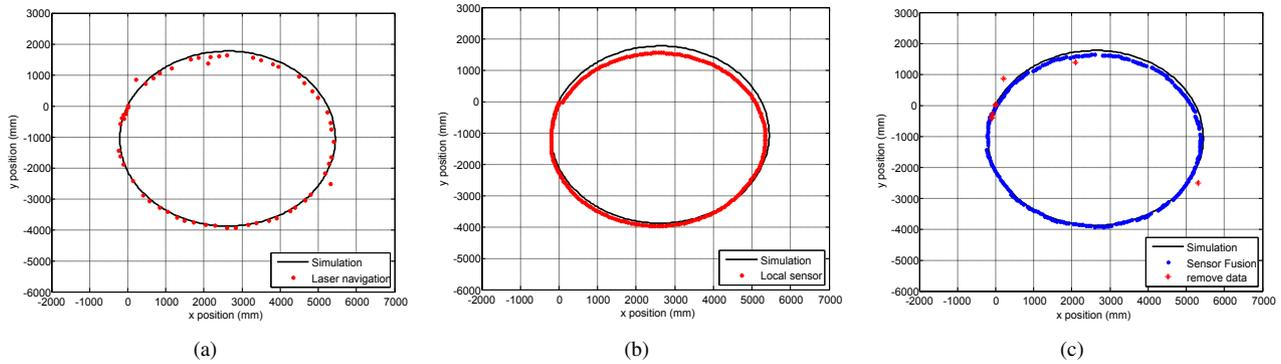 3000
2000
1000
0
-1000
-2000
-3000
-4000
-5000
-6000
-2000 -1000 0 1000 2000 3000 4000 5000 6000 7000
x position (mm)
y position (mm)
Simulation
Laser navigation
(a)
3000
2000
1000
0
-1000
-2000
-3000
-4000
-5000
-6000
-2000 -1000 0 1000 2000 3000 4000 5000 6000 7000
x position (mm)
y position (mm)
Simulation
Local sensor
(b)
3000
2000
1000
0
-1000
-2000
-3000
-4000
-5000
-6000
-2000 -1000 0 1000 2000 3000 4000 5000 6000 7000
x position (mm)
y position (mm)
Simulation
Sensor Fusion
remove data
(c)